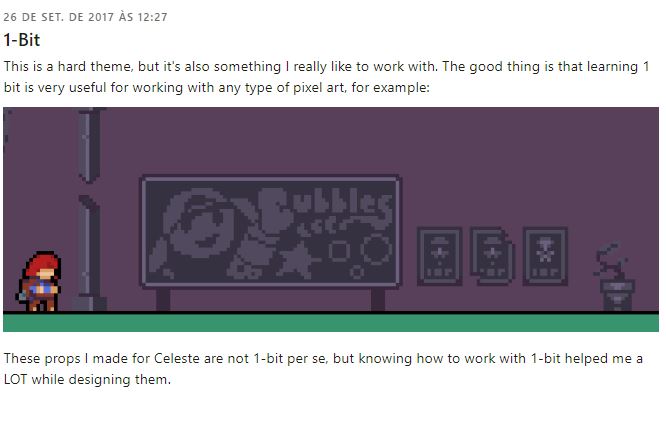 26 DE SET. DE 2017 ÀS 12:27
1-Bit
This is a hard theme, but it's also something I really like to work with. The good thing is that learning 1
bit is very useful for working with any type of pixel art, for example:
Bubbles
These props I made for Celeste are not 1-bit per se, but knowing how to work with 1-bit helped me a
LOT while designing them.